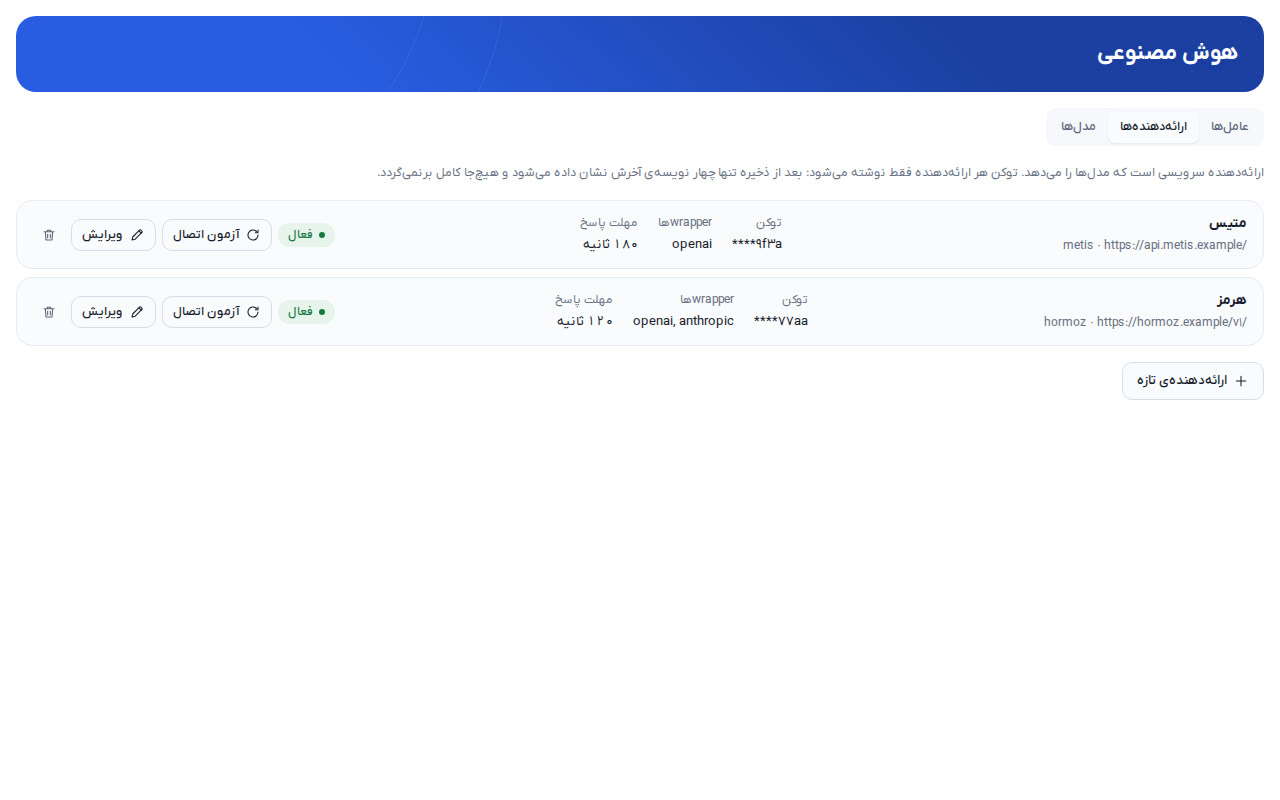 هوش مصنوعی
عامل‌ها
ارائه‌دهنده‌ها
مدل‌ها
ارائه‌دهنده سرویسی است که مدل‌ها را می‌دهد. توکن هر ارائه‌دهنده فقط نوشته می‌شود: بعد از ذخیره تنها چهار نویسه‌ی آخرش نشان داده می‌شود و هیچ‌جا کامل برنمی‌گردد.
متیس
metis · https://api.metis.example/
توکن
****۹f۳a
wrapperها
openai
مهلت پاسخ
۱۸۰ ثانیه
فعال
آزمون اتصال
ویرایش
هرمز
hormoz · https://hormoz.example/v۱/
توکن
****۷۷aa
wrapperها
openai, anthropic
مهلت پاسخ
۱۲۰ ثانیه
فعال
آزمون اتصال
ویرایش
ارائه‌دهنده‌ی تازه